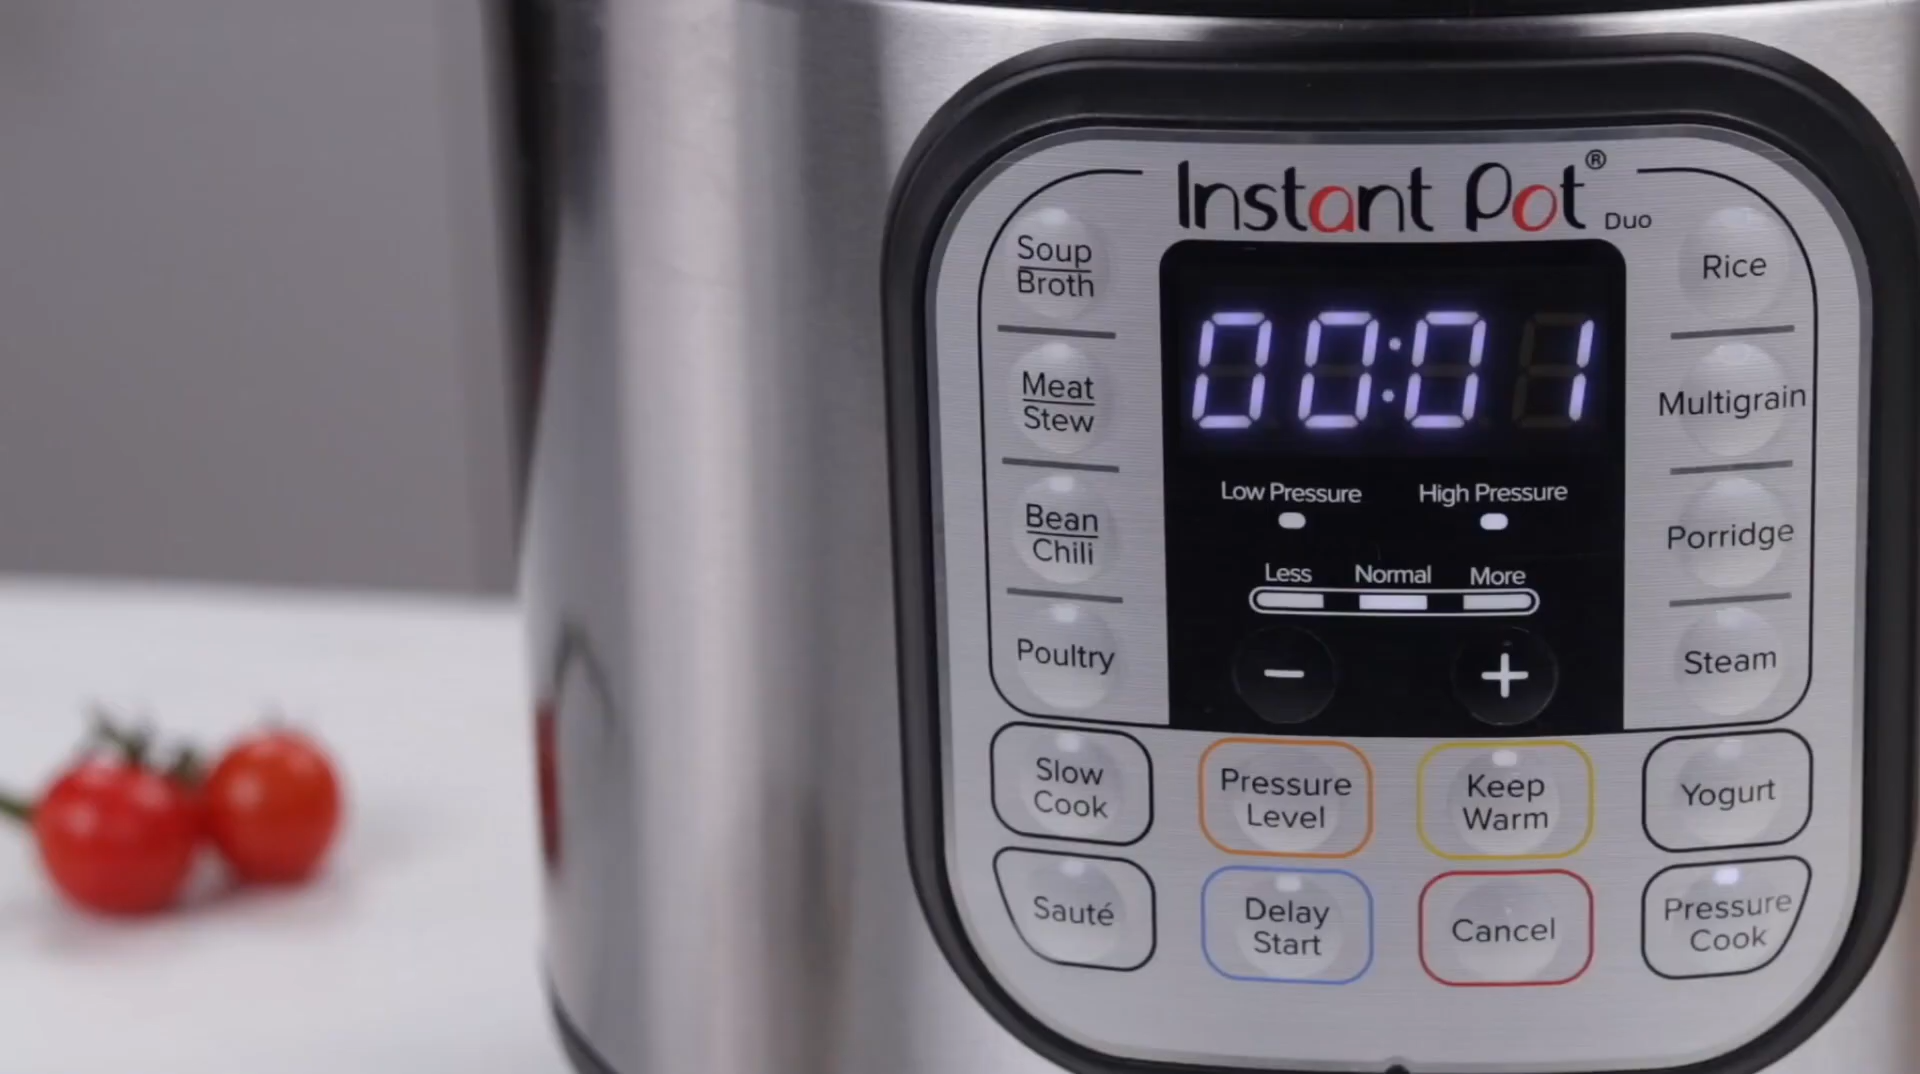 Instant Pot® Duo
Soup
Broth
Rice
00:01
Meat
Stew
Multigrain
Low Pressure High Pressure
Bean
Chili
Porridge
Less Normal More
Poultry
− +
Steam
Slow
Cook
Pressure
Level
Keep
Warm
Yogurt
Sauté
Delay
Start
Cancel
Pressure
Cook